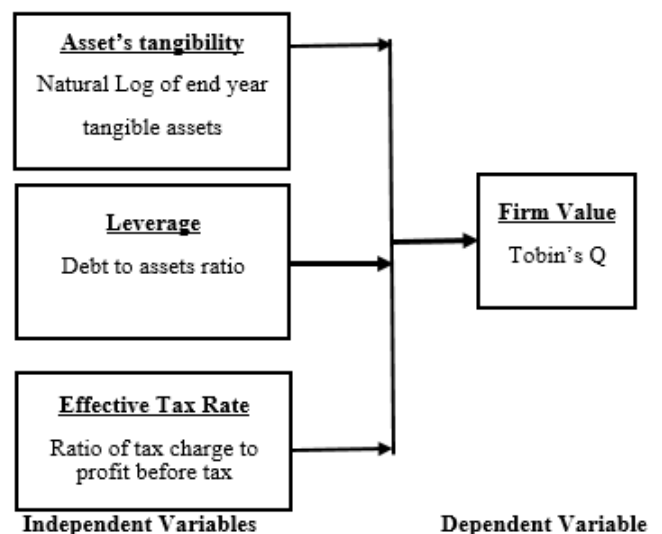 Asset's tangibility
Natural Log of end year
tangible assets
Leverage
Debt to assets ratio
Effective Tax Rate
Ratio of tax charge to
profit before tax
Independent Variables
Firm Value
Tobin's Q
Dependent Variable